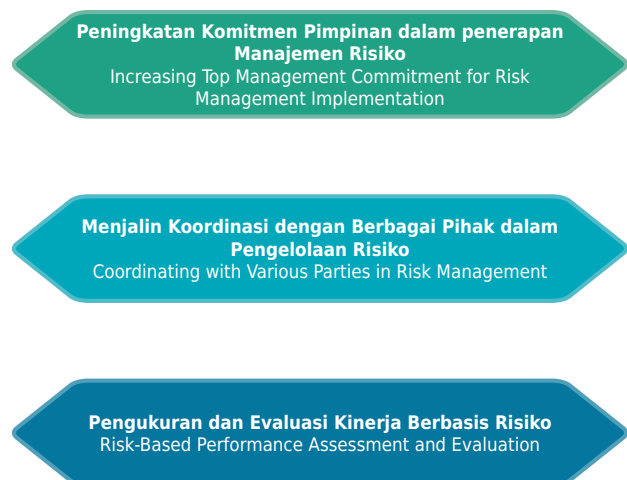 Peningkatan Komitmen Pimpinan dalam penerapan
Manajemen Risiko
Increasing Top Management Commitment for Risk
Management Implementation
Menjalin Koordinasi dengan Berbagai Pihak dalam
Pengelolaan Risiko
Coordinating with Various Parties in Risk Management
Pengukuran dan Evaluasi Kinerja Berbasis Risiko
Risk-Based Performance Assessment and Evaluation